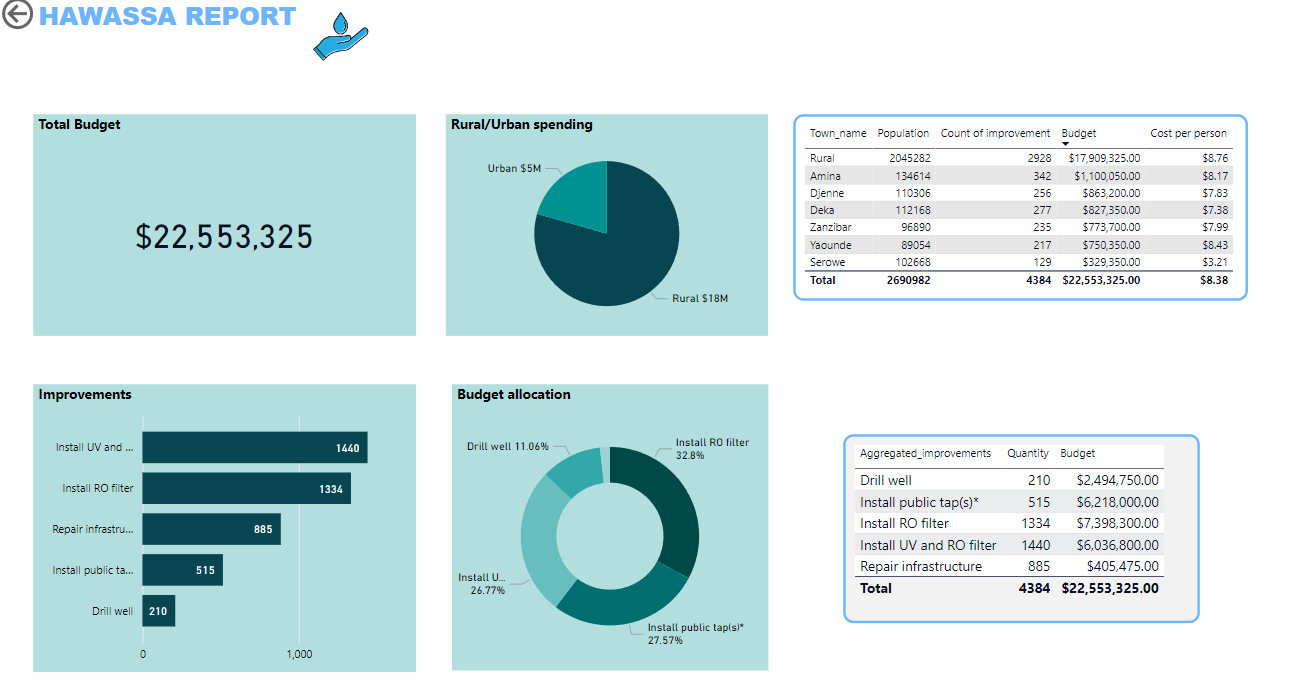 HAWASSA REPORT
Total Budget
$22,553,325
Rural/Urban spending
Urban $5M
Rural $18M
Town_name Population Count of improvement Budget Cost per person
Rural 2045282 2928 $17,909,325.00 $8.76
Amina 134614 342 $1,100,050.00 $8.17
Djenne 110306 256 $863,200.00 $7.83
Deka 112168 277 $827,350.00 $7.38
Zanzibar 96890 235 $773,700.00 $7.99
Yaounde 89054 217 $750,350.00 $8.43
Serowe 102668 129 $329,350.00 $3.21
Total 2690982 4384 $22,553,325.00 $8.38
Improvements
Install UV and ... 1440
Install RO filter 1334
Repair infrastru... 885
Install public ta... 515
Drill well 210
0 1,000
Budget allocation
Drill well 11.06%
Install RO filter
32.8%
Install U...
26.77%
Install public tap(s)*
27.57%
Aggregated_improvements Quantity Budget
Drill well 210 $2,494,750.00
Install public tap(s)* 515 $6,218,000.00
Install RO filter 1334 $7,398,300.00
Install UV and RO filter 1440 $6,036,800.00
Repair infrastructure 885 $405,475.00
Total 4384 $22,553,325.00